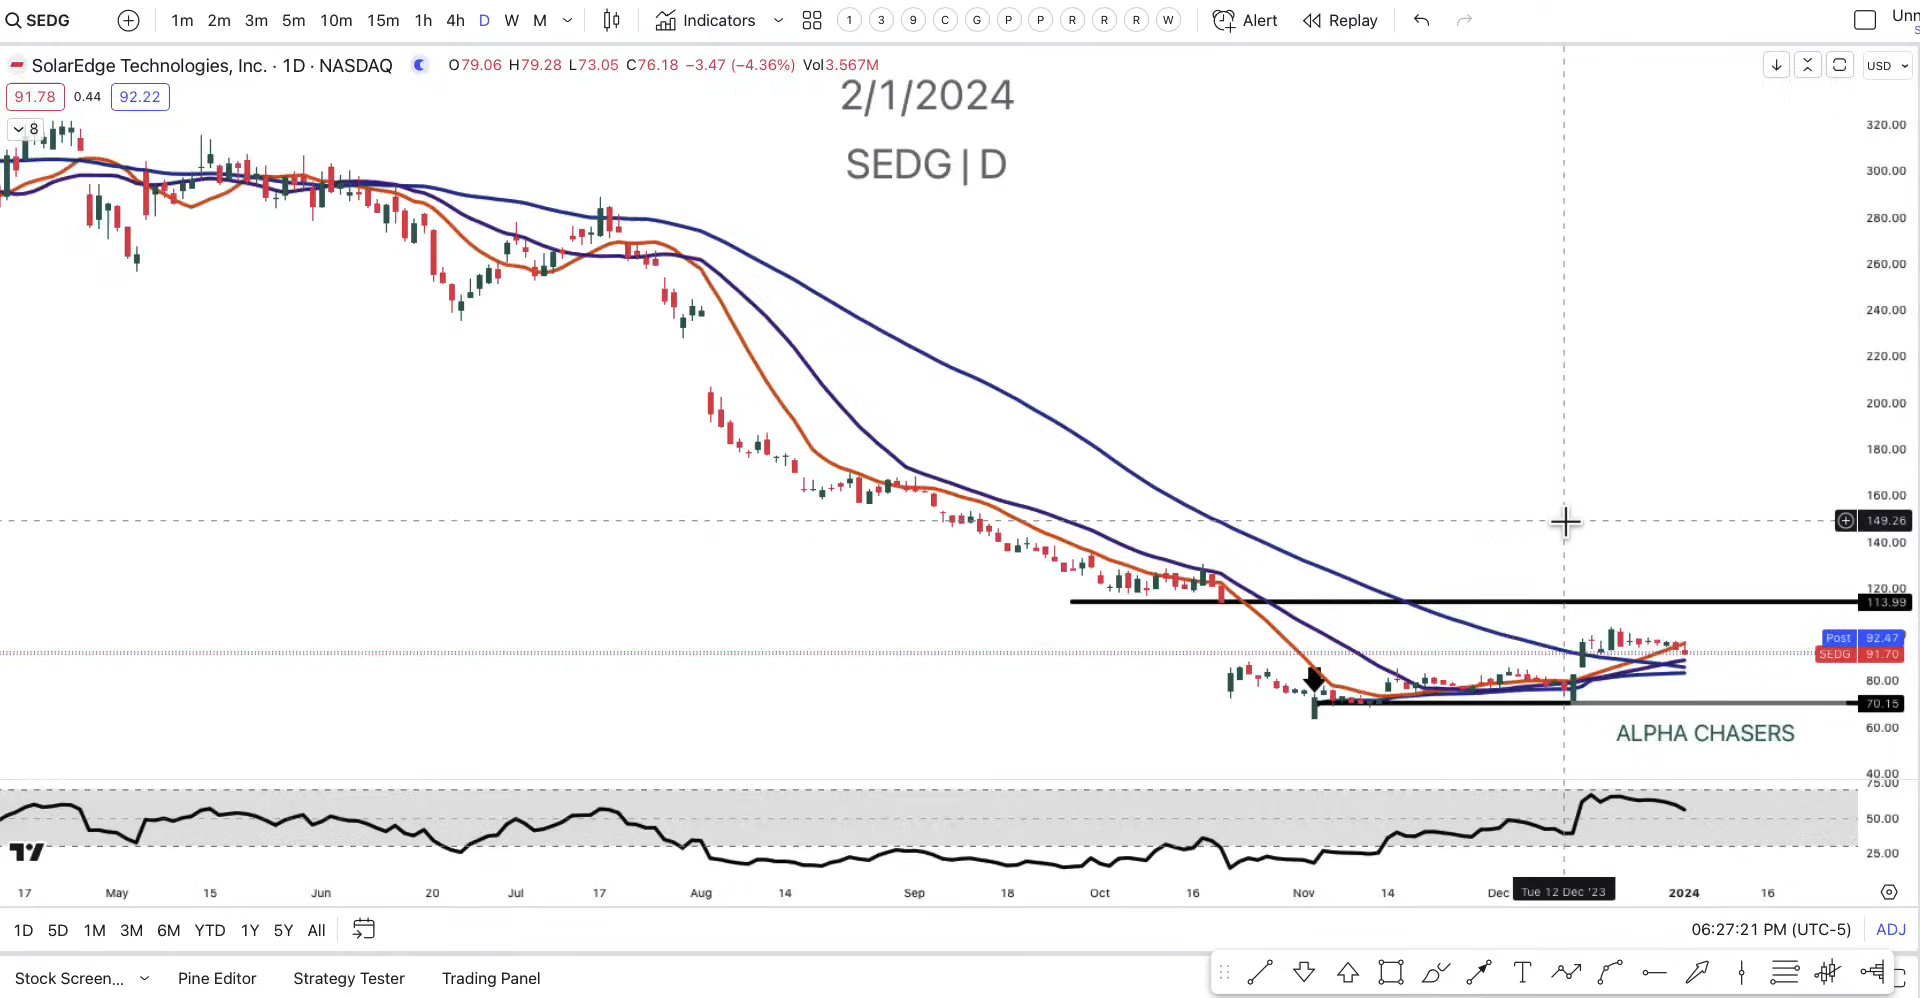 SEDG 1m 2m 3m 5m 10m 15m 1h 4h D W M Indicators 1 3 9 C G P P R R R W Alert Replay Unn
SolarEdge Technologies, Inc. · 1D · NASDAQ O79.06 H79.28 L73.05 C76.18 −3.47 (−4.36%) Vol3.567M USD
91.78 0.44 92.22
2/1/2024
8
SEDG | D
320.00
300.00
280.00
260.00
240.00
220.00
200.00
180.00
160.00
149.26
140.00
120.00
113.99
Post 92.47
SEDG 91.70
80.00
70.15
60.00
ALPHA CHASERS
40.00
75.00
50.00
25.00
17 May 15 Jun 20 Jul 17 Aug 14 Sep 18 Oct 16 Nov 14 Dec Tue 12 Dec '23 2024 16
1D 5D 1M 3M 6M YTD 1Y 5Y All 06:27:21 PM (UTC-5) ADJ
Stock Screen... Pine Editor Strategy Tester Trading Panel